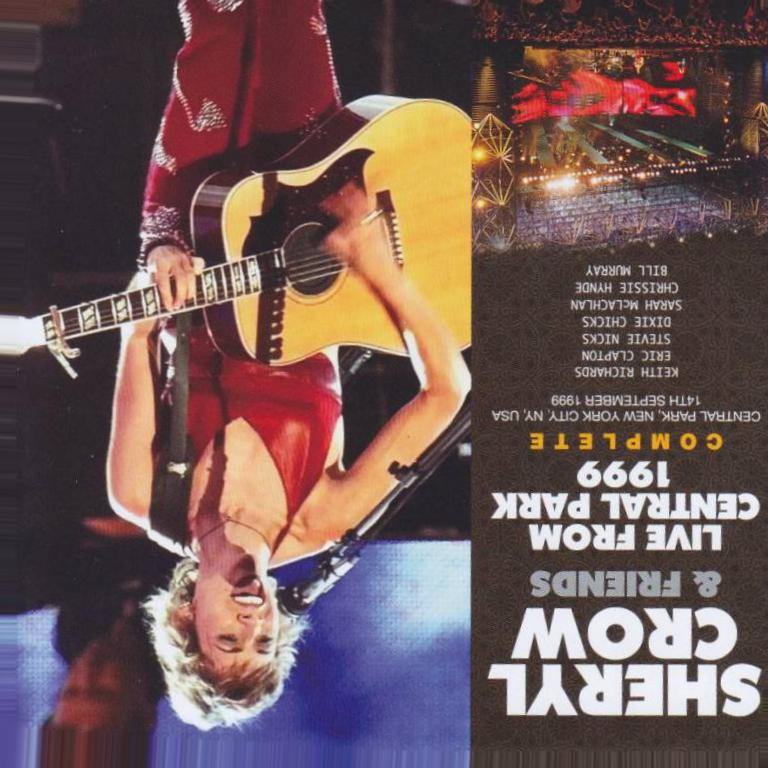 SHERYL
CROW
& FRIENDS
LIVE FROM
CENTRAL PARK
1999
COMPLETE
CENTRAL PARK, NEW YORK CITY, NY, USA
14TH SEPTEMBER 1999
KEITH RICHARDS
ERIC CLAPTON
STEVIE NICKS
DIXIE CHICKS
SARAH McLACHLAN
CHRISSIE HYNDE
BILL MURRAY